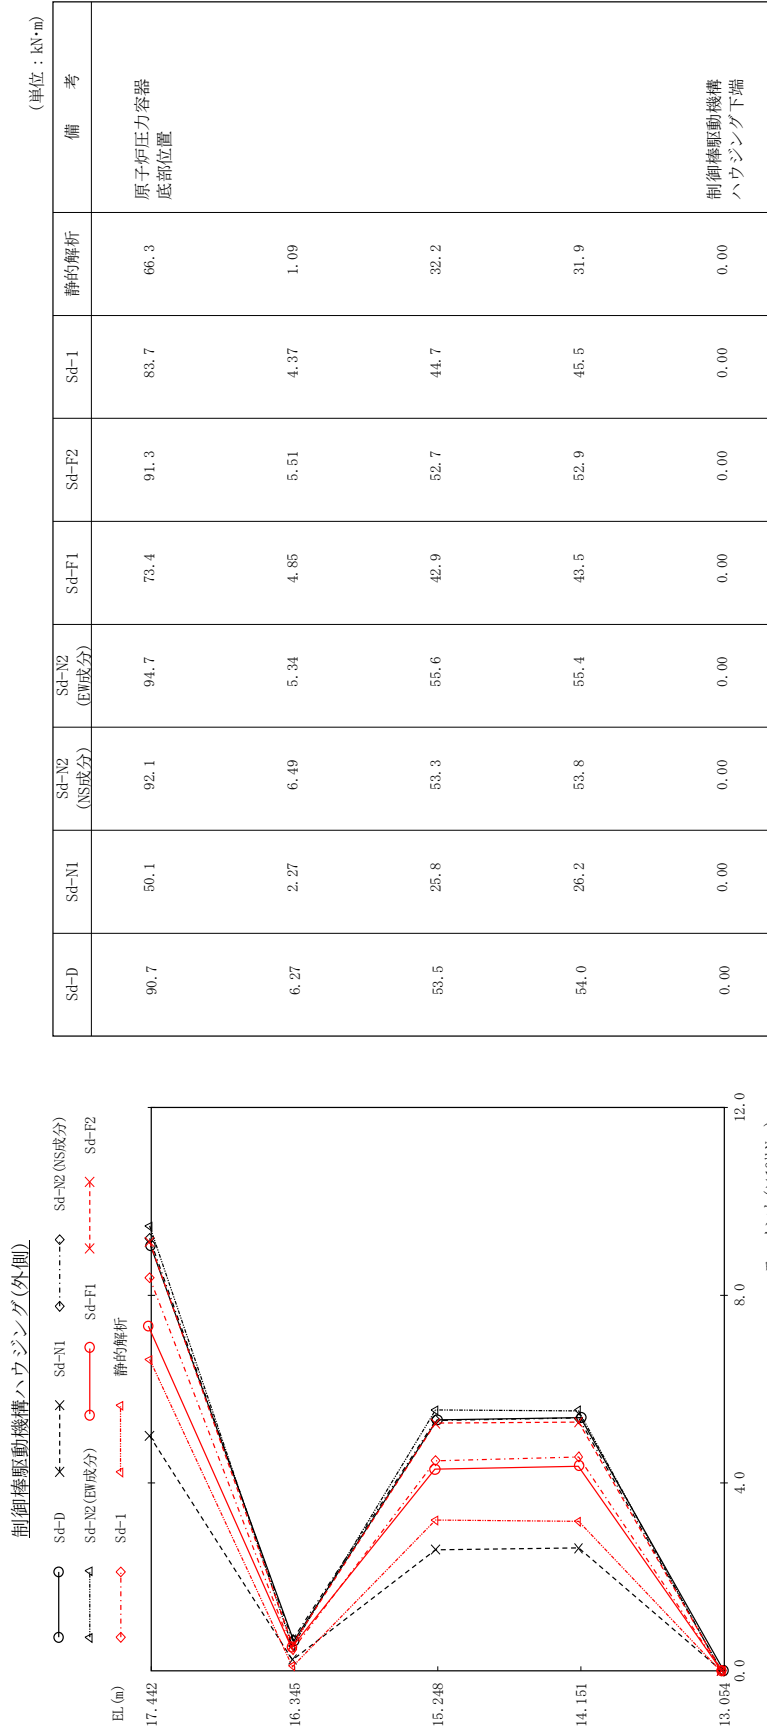 制御棒駆動機構ハウジング(外側)
Sd-D
Sd-N1
Sd-N2(NS成分)
Sd-N2(EW成分)
Sd-F1
Sd-F2
Sd-1
静的解析
EL(m)
17.442
16.345
15.248
14.151
13.054
0.0
4.0
8.0
12.0
(単位：kN・m)
Sd-D Sd-N1 Sd-N2 (NS成分) Sd-N2 (EW成分) Sd-F1 Sd-F2 Sd-1 静的解析 備 考
90.7 50.1 92.1 94.7 73.4 91.3 83.7 66.3 原子炉圧力容器
底部位置
6.27 2.27 6.49 5.34 4.85 5.51 4.37 1.09
53.5 25.8 53.3 55.6 42.9 52.7 44.7 32.2
54.0 26.2 53.8 55.4 43.5 52.9 45.5 31.9
0.00 0.00 0.00 0.00 0.00 0.00 0.00 0.00 制御棒駆動機構
ハウジング下端